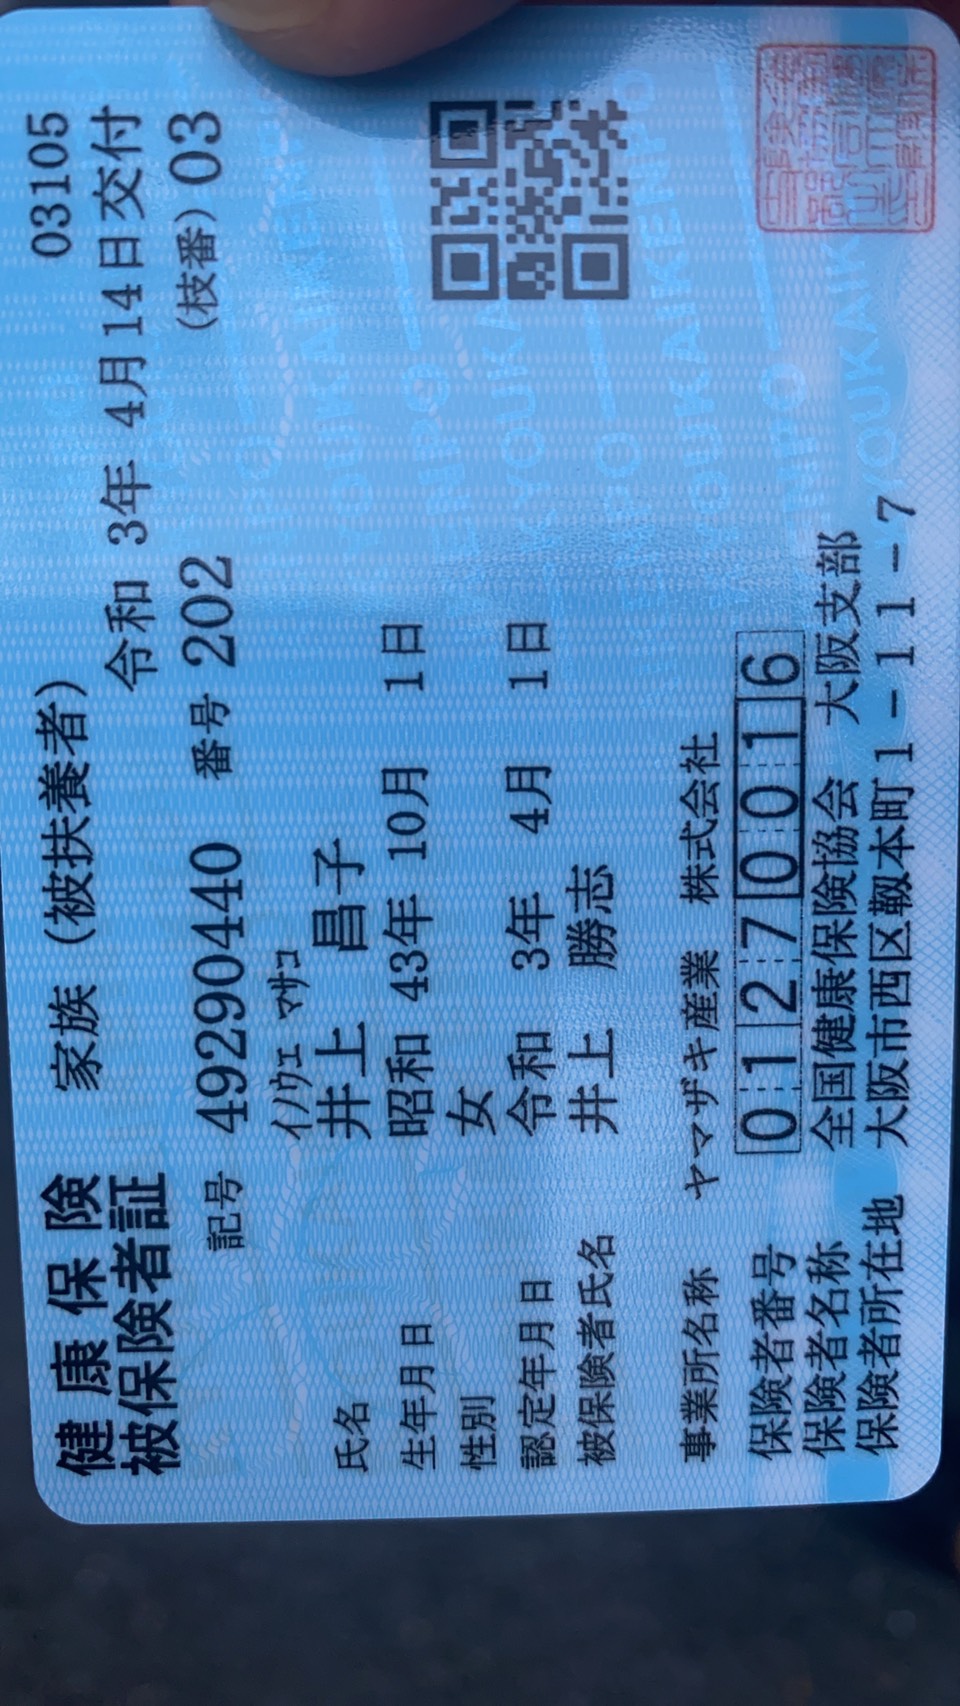 健康保険 家族（被扶養者） 03105
被保険者証 令和 3年 4月14日交付
記号 49290440 番号 202 （枝番）03
ｲﾉｳｴ ﾏｻｺ
氏名 井上 昌子
生年月日 昭和 43年 10月 1日
性別 女
認定年月日 令和 3年 4月 1日
被保険者氏名 井上 勝志
事業所名称 ヤマザキ産業 株式会社
保険者番号 01270016
保険者名称 全国健康保険協会 大阪支部
保険者所在地 大阪市西区靱本町1－11－7